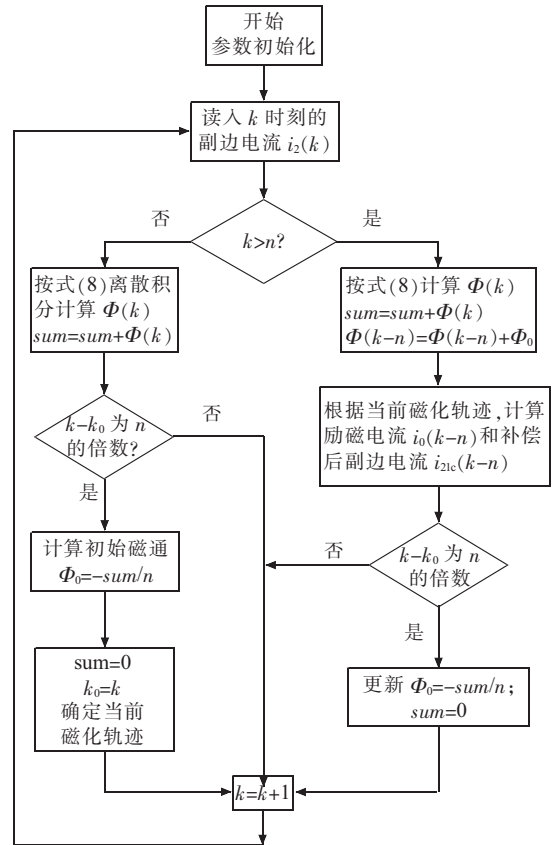 开始
参数初始化
读入 k 时刻的
副边电流 i₂(k)
否
是
k>n?
按式(8)离散积
分计算 Φ(k)
sum=sum+Φ(k)
按式(8)计算 Φ(k)
sum=sum+Φ(k)
Φ(k-n)=Φ(k-n)+Φ₀
k-k₀ 为 n
的倍数?
否
是
根据当前磁化轨迹,计算
励磁电流 i₀(k-n)和补偿
后副边电流 i₂₁c(k-n)
计算初始磁通
Φ₀=-sum/n
否
k-k₀ 为 n
的倍数
是
sum=0
k₀=k
确定当前
磁化轨迹
更新 Φ₀=-sum/n;
sum=0
k=k+1